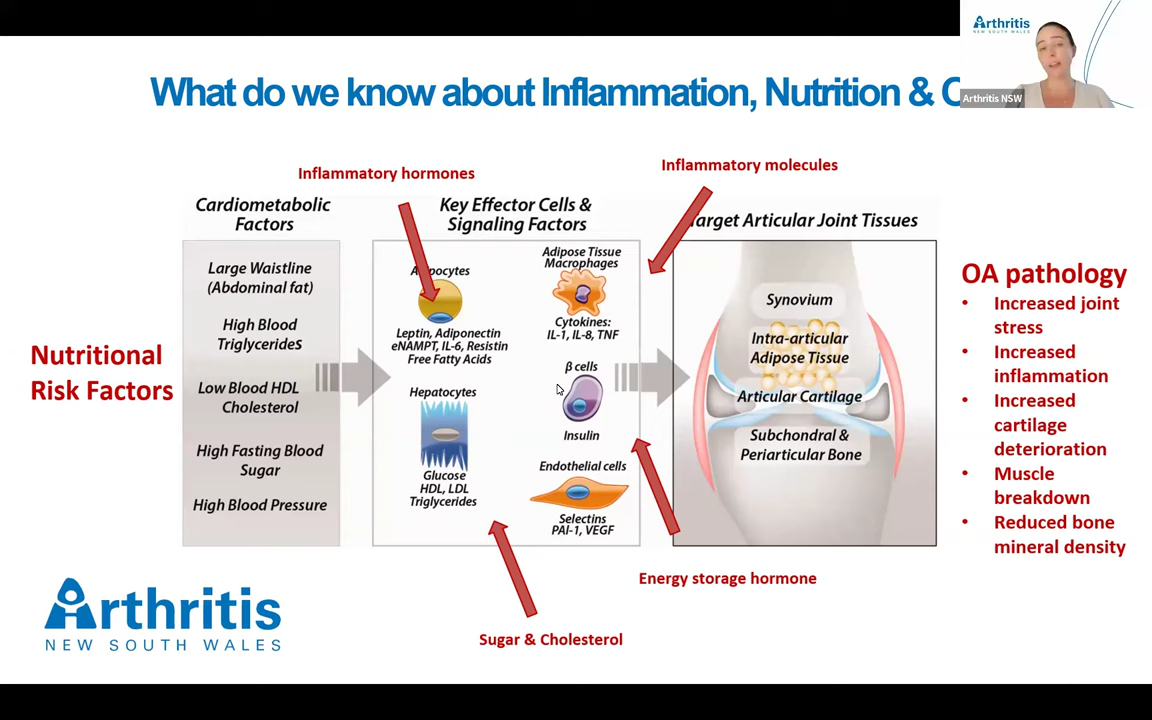 Arthritis
NEW SOUTH WALES
Arthritis NSW
What do we know about Inflammation, Nutrition &
Inflammatory hormones
Inflammatory molecules
Cardiometabolic
Factors
Key Effector Cells &
Signaling Factors
Target Articular Joint Tissues
Large Waistline
(Abdominal fat)
High Blood
Triglycerides
Low Blood HDL
Cholesterol
High Fasting Blood
Sugar
High Blood Pressure
Nutritional
Risk Factors
Adipocytes
Leptin, Adiponectin
eNAMPT, IL-6, Resistin
Free Fatty Acids
Hepatocytes
Glucose
HDL, LDL
Triglycerides
Adipose Tissue
Macrophages
Cytokines:
IL-1, IL-8, TNF
β cells
Insulin
Endothelial cells
Selectins
PAI-1, VEGF
Synovium
Intra-articular
Adipose Tissue
Articular Cartilage
Subchondral &
Periarticular Bone
OA pathology
• Increased joint
stress
• Increased
inflammation
• Increased
cartilage
deterioration
• Muscle
breakdown
• Reduced bone
mineral density
Energy storage hormone
Sugar & Cholesterol
Arthritis
NEW SOUTH WALES